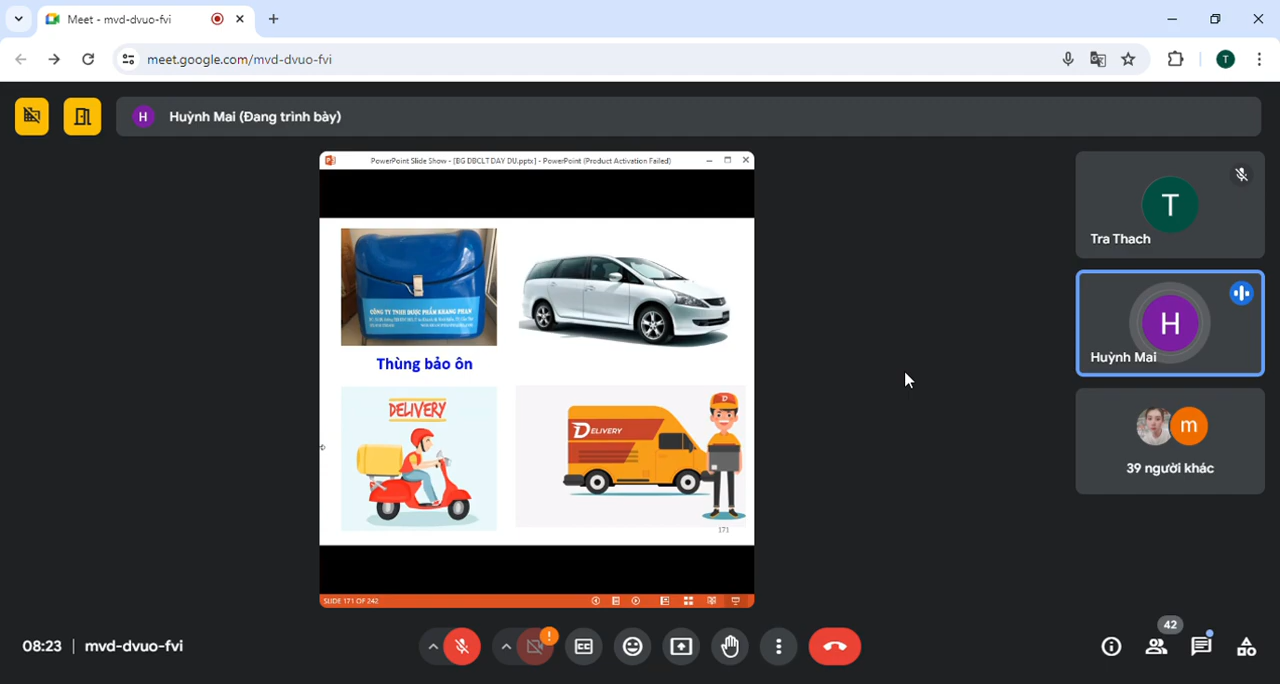 Meet - mvd-dvuo-fvi
meet.google.com/mvd-dvuo-fvi
T
H
Huỳnh Mai (Đang trình bày)
PowerPoint Slide Show - [BG DBCLT DAY DU.pptx] - PowerPoint (Product Activation Failed)
CÔNG TY TNHH DƯỢC PHẨM KHANG PHAN
Thùng bảo ôn
DELIVERY
DELIVERY
D
171
SLIDE 171 OF 242
T
Tra Thach
H
Huỳnh Mai
m
39 người khác
08:23 | mvd-dvuo-fvi
42